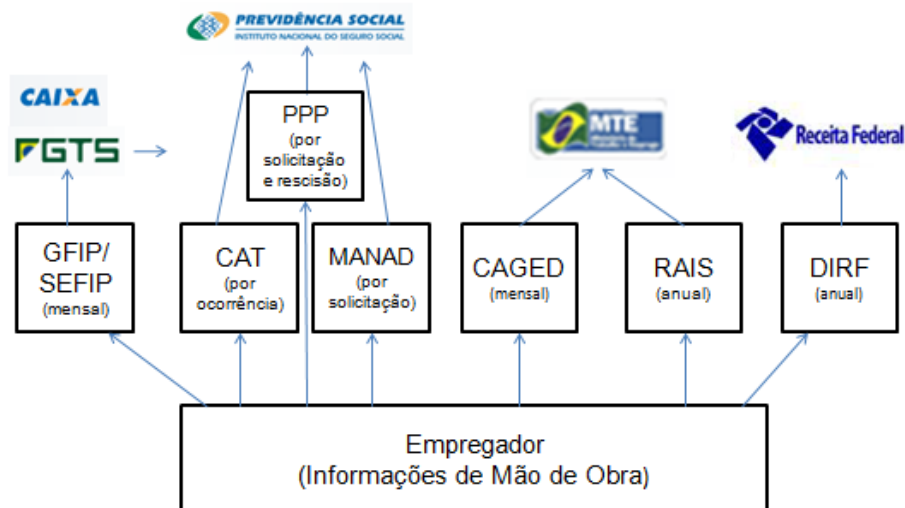 PREVIDÊNCIA SOCIAL
INSTITUTO NACIONAL DO SEGURO SOCIAL
CAIXA
FGTS
PPP
(por
solicitação
e rescisão)
MTE
Receita Federal
GFIP/
SEFIP
(mensal)
CAT
(por
ocorrência)
MANAD
(por
solicitação)
CAGED
(mensal)
RAIS
(anual)
DIRF
(anual)
Empregador
(Informações de Mão de Obra)